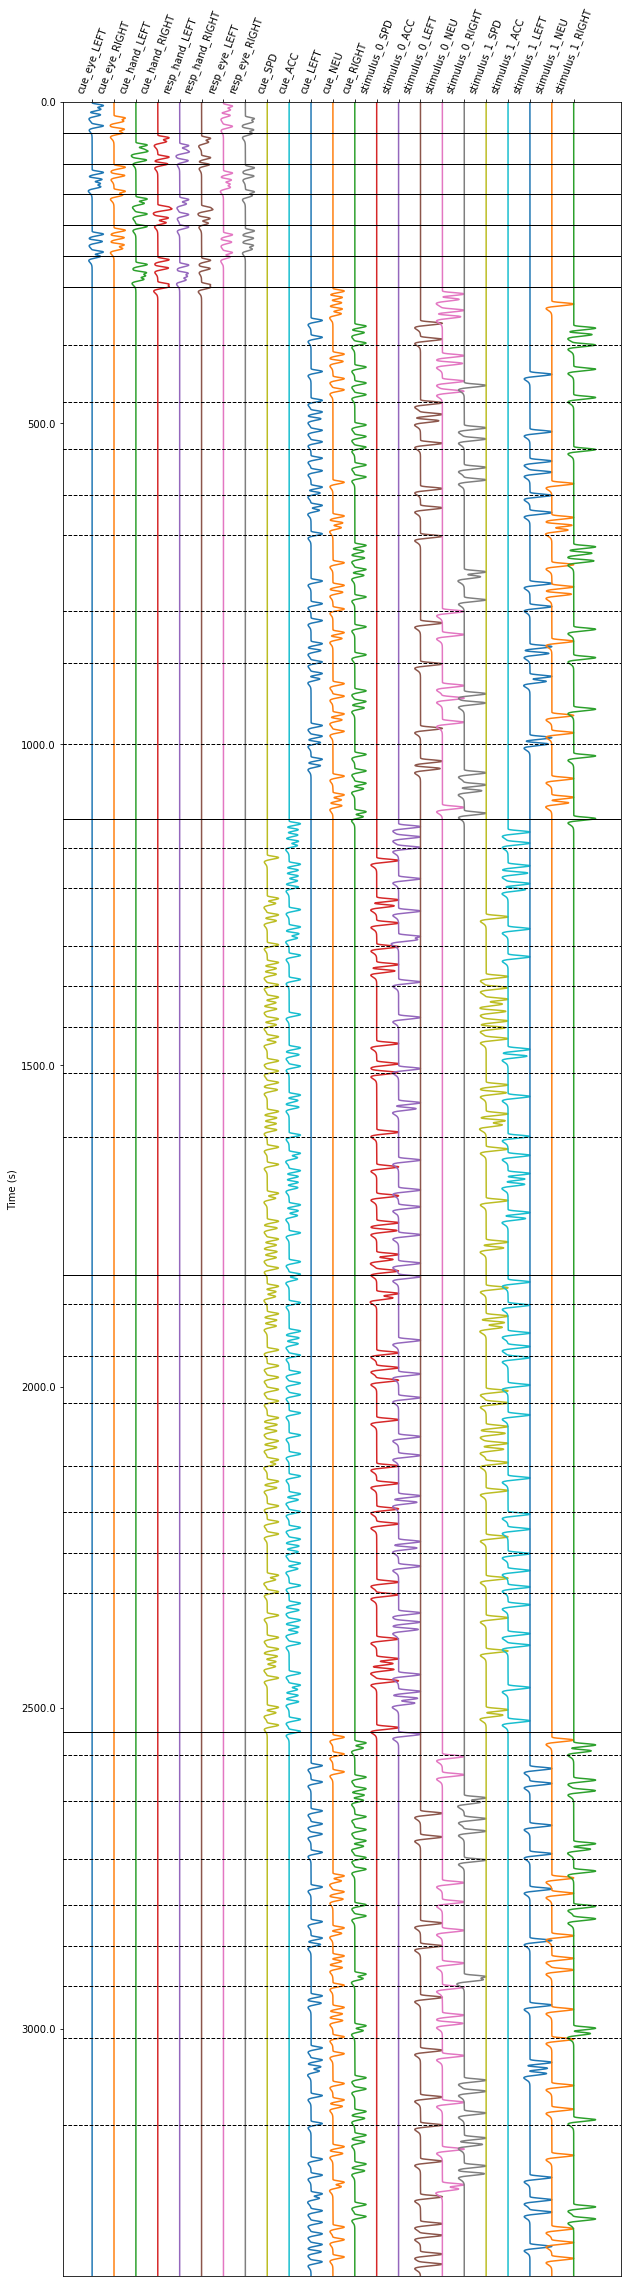 cue_eye_LEFT
cue_eye_RIGHT
cue_hand_LEFT
cue_hand_RIGHT
resp_hand_LEFT
resp_hand_RIGHT
resp_eye_LEFT
resp_eye_RIGHT
cue_SPD
cue_ACC
cue_LEFT
cue_NEU
cue_RIGHT
stimulus_0_SPD
stimulus_0_ACC
stimulus_0_LEFT
stimulus_0_NEU
stimulus_0_RIGHT
stimulus_1_SPD
stimulus_1_ACC
stimulus_1_LEFT
stimulus_1_NEU
stimulus_1_RIGHT
0.0
500.0
1000.0
1500.0
Time (s)
2000.0
2500.0
3000.0